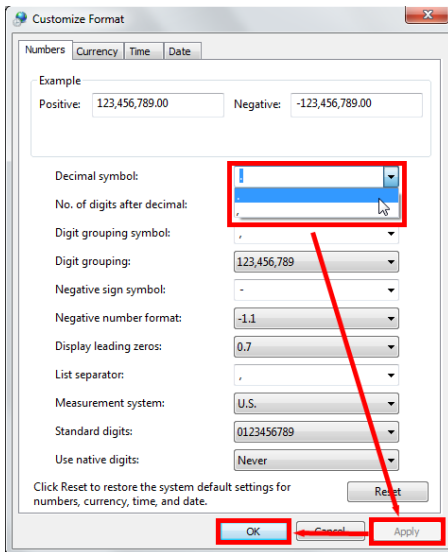 Customize Format
Numbers Currency Time Date
Example
Positive: 123,456,789.00 Negative: -123,456,789.00
Decimal symbol: .
.
,
No. of digits after decimal:
Digit grouping symbol: ,
Digit grouping: 123,456,789
Negative sign symbol: -
Negative number format: -1.1
Display leading zeros: 0.7
List separator: ,
Measurement system: U.S.
Standard digits: 0123456789
Use native digits: Never
Click Reset to restore the system default settings for
numbers, currency, time, and date.
Reset
OK Cancel Apply